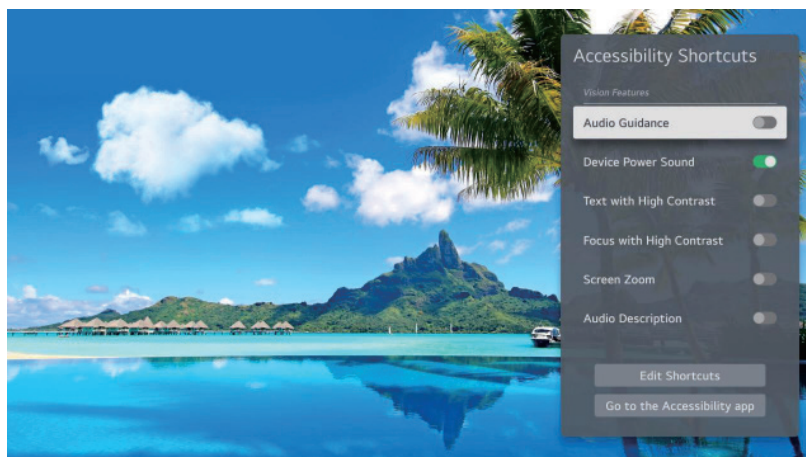 Accessibility Shortcuts
Vision Features
Audio Guidance
Device Power Sound
Text with High Contrast
Focus with High Contrast
Screen Zoom
Audio Description
Edit Shortcuts
Go to the Accessibility app